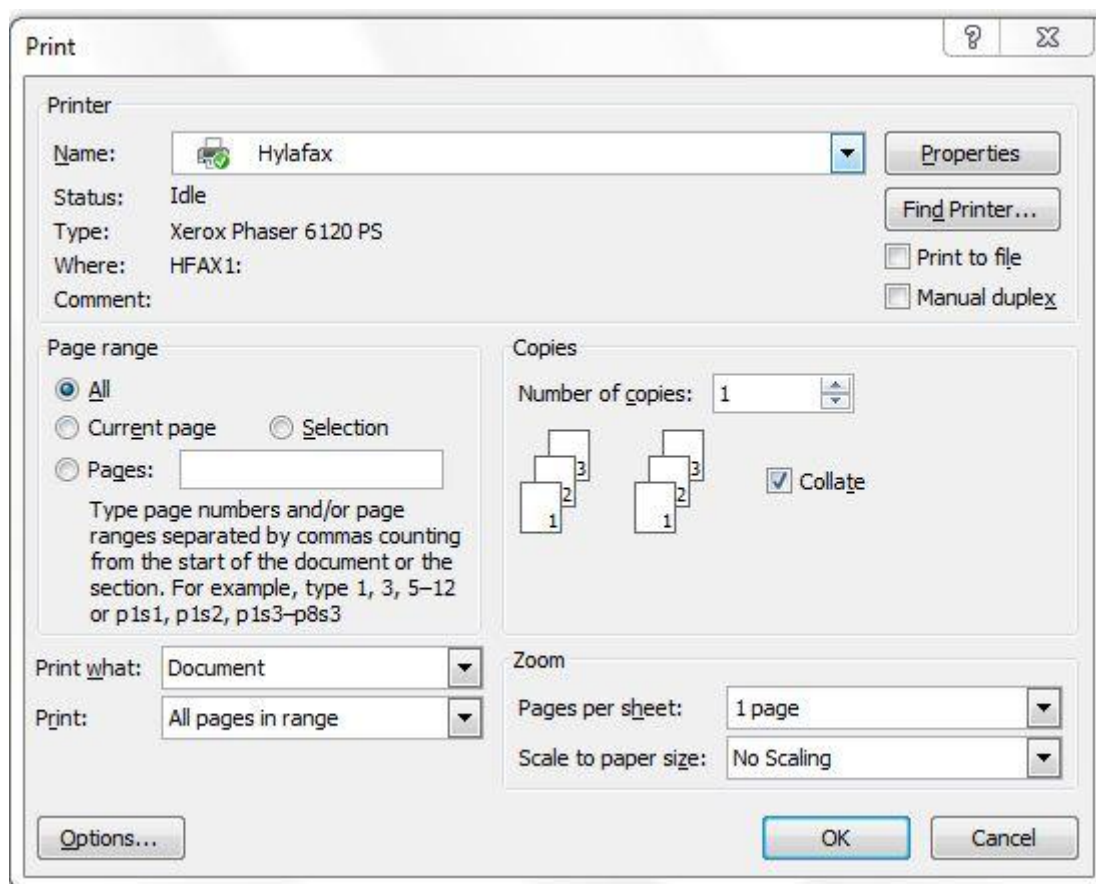 Print
Printer
Name: Hylafax Properties
Status: Idle Find Printer...
Type: Xerox Phaser 6120 PS
Where: HFAX1: Print to file
Comment: Manual duplex
Page range
All
Current page Selection
Pages:
Type page numbers and/or page
ranges separated by commas counting
from the start of the document or the
section. For example, type 1, 3, 5–12
or p1s1, p1s2, p1s3–p8s3
Copies
Number of copies: 1
3 3
2 2
1 1
Collate
Print what: Document
Print: All pages in range
Zoom
Pages per sheet: 1 page
Scale to paper size: No Scaling
Options... OK Cancel